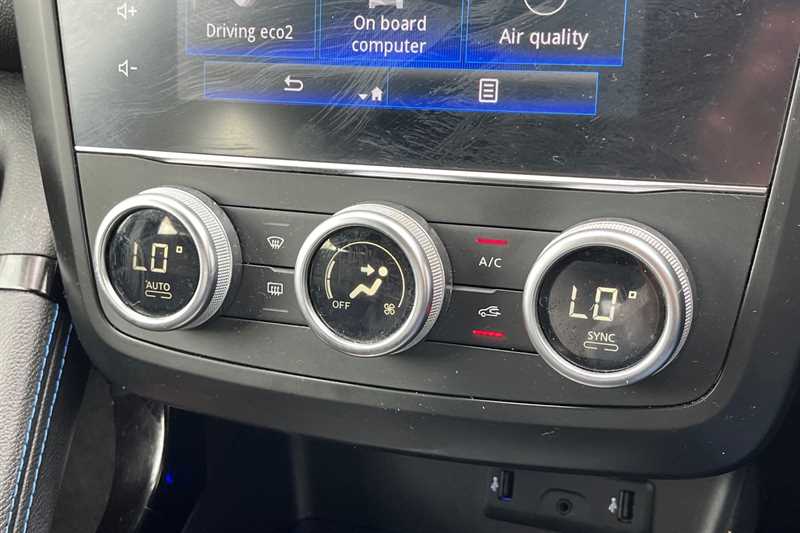 Driving eco2
On board
computer
Air quality
LO°
AUTO
OFF
A/C
LO°
SYNC